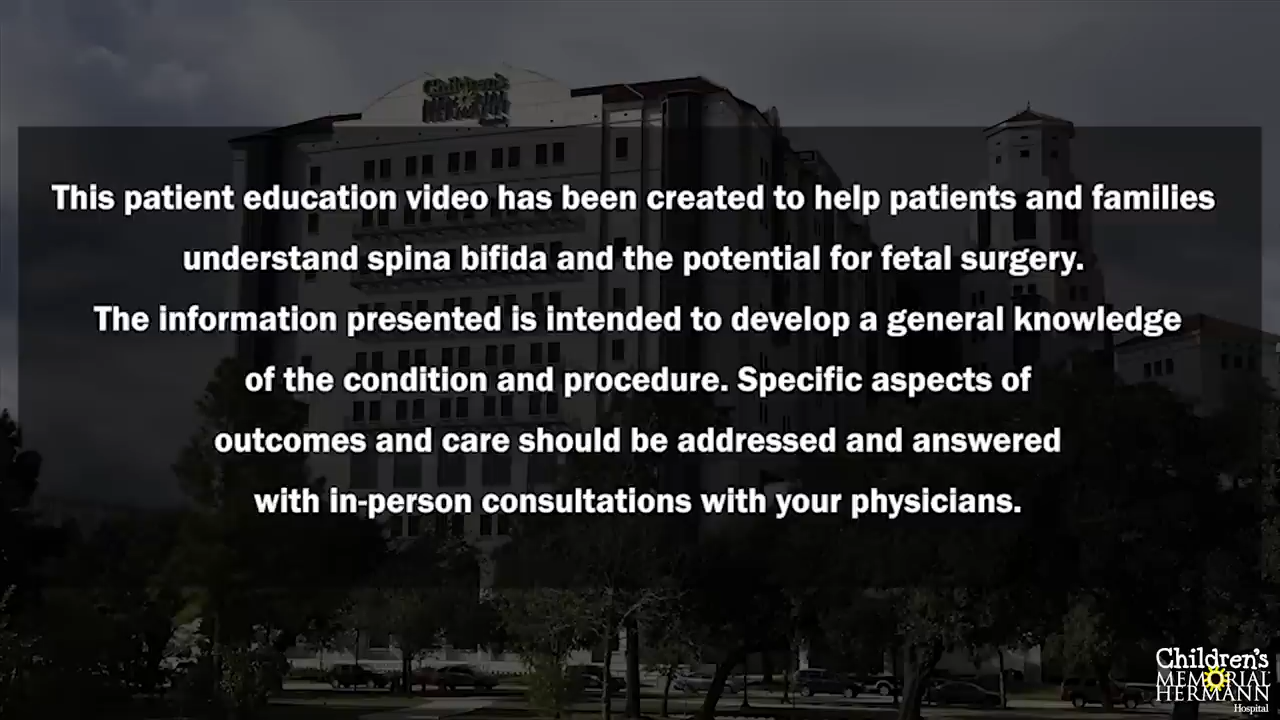 Children's
This patient education video has been created to help patients and families
understand spina bifida and the potential for fetal surgery.
The information presented is intended to develop a general knowledge
of the condition and procedure. Specific aspects of
outcomes and care should be addressed and answered
with in-person consultations with your physicians.
Children's
MEMORIAL
HERMANN
Hospital